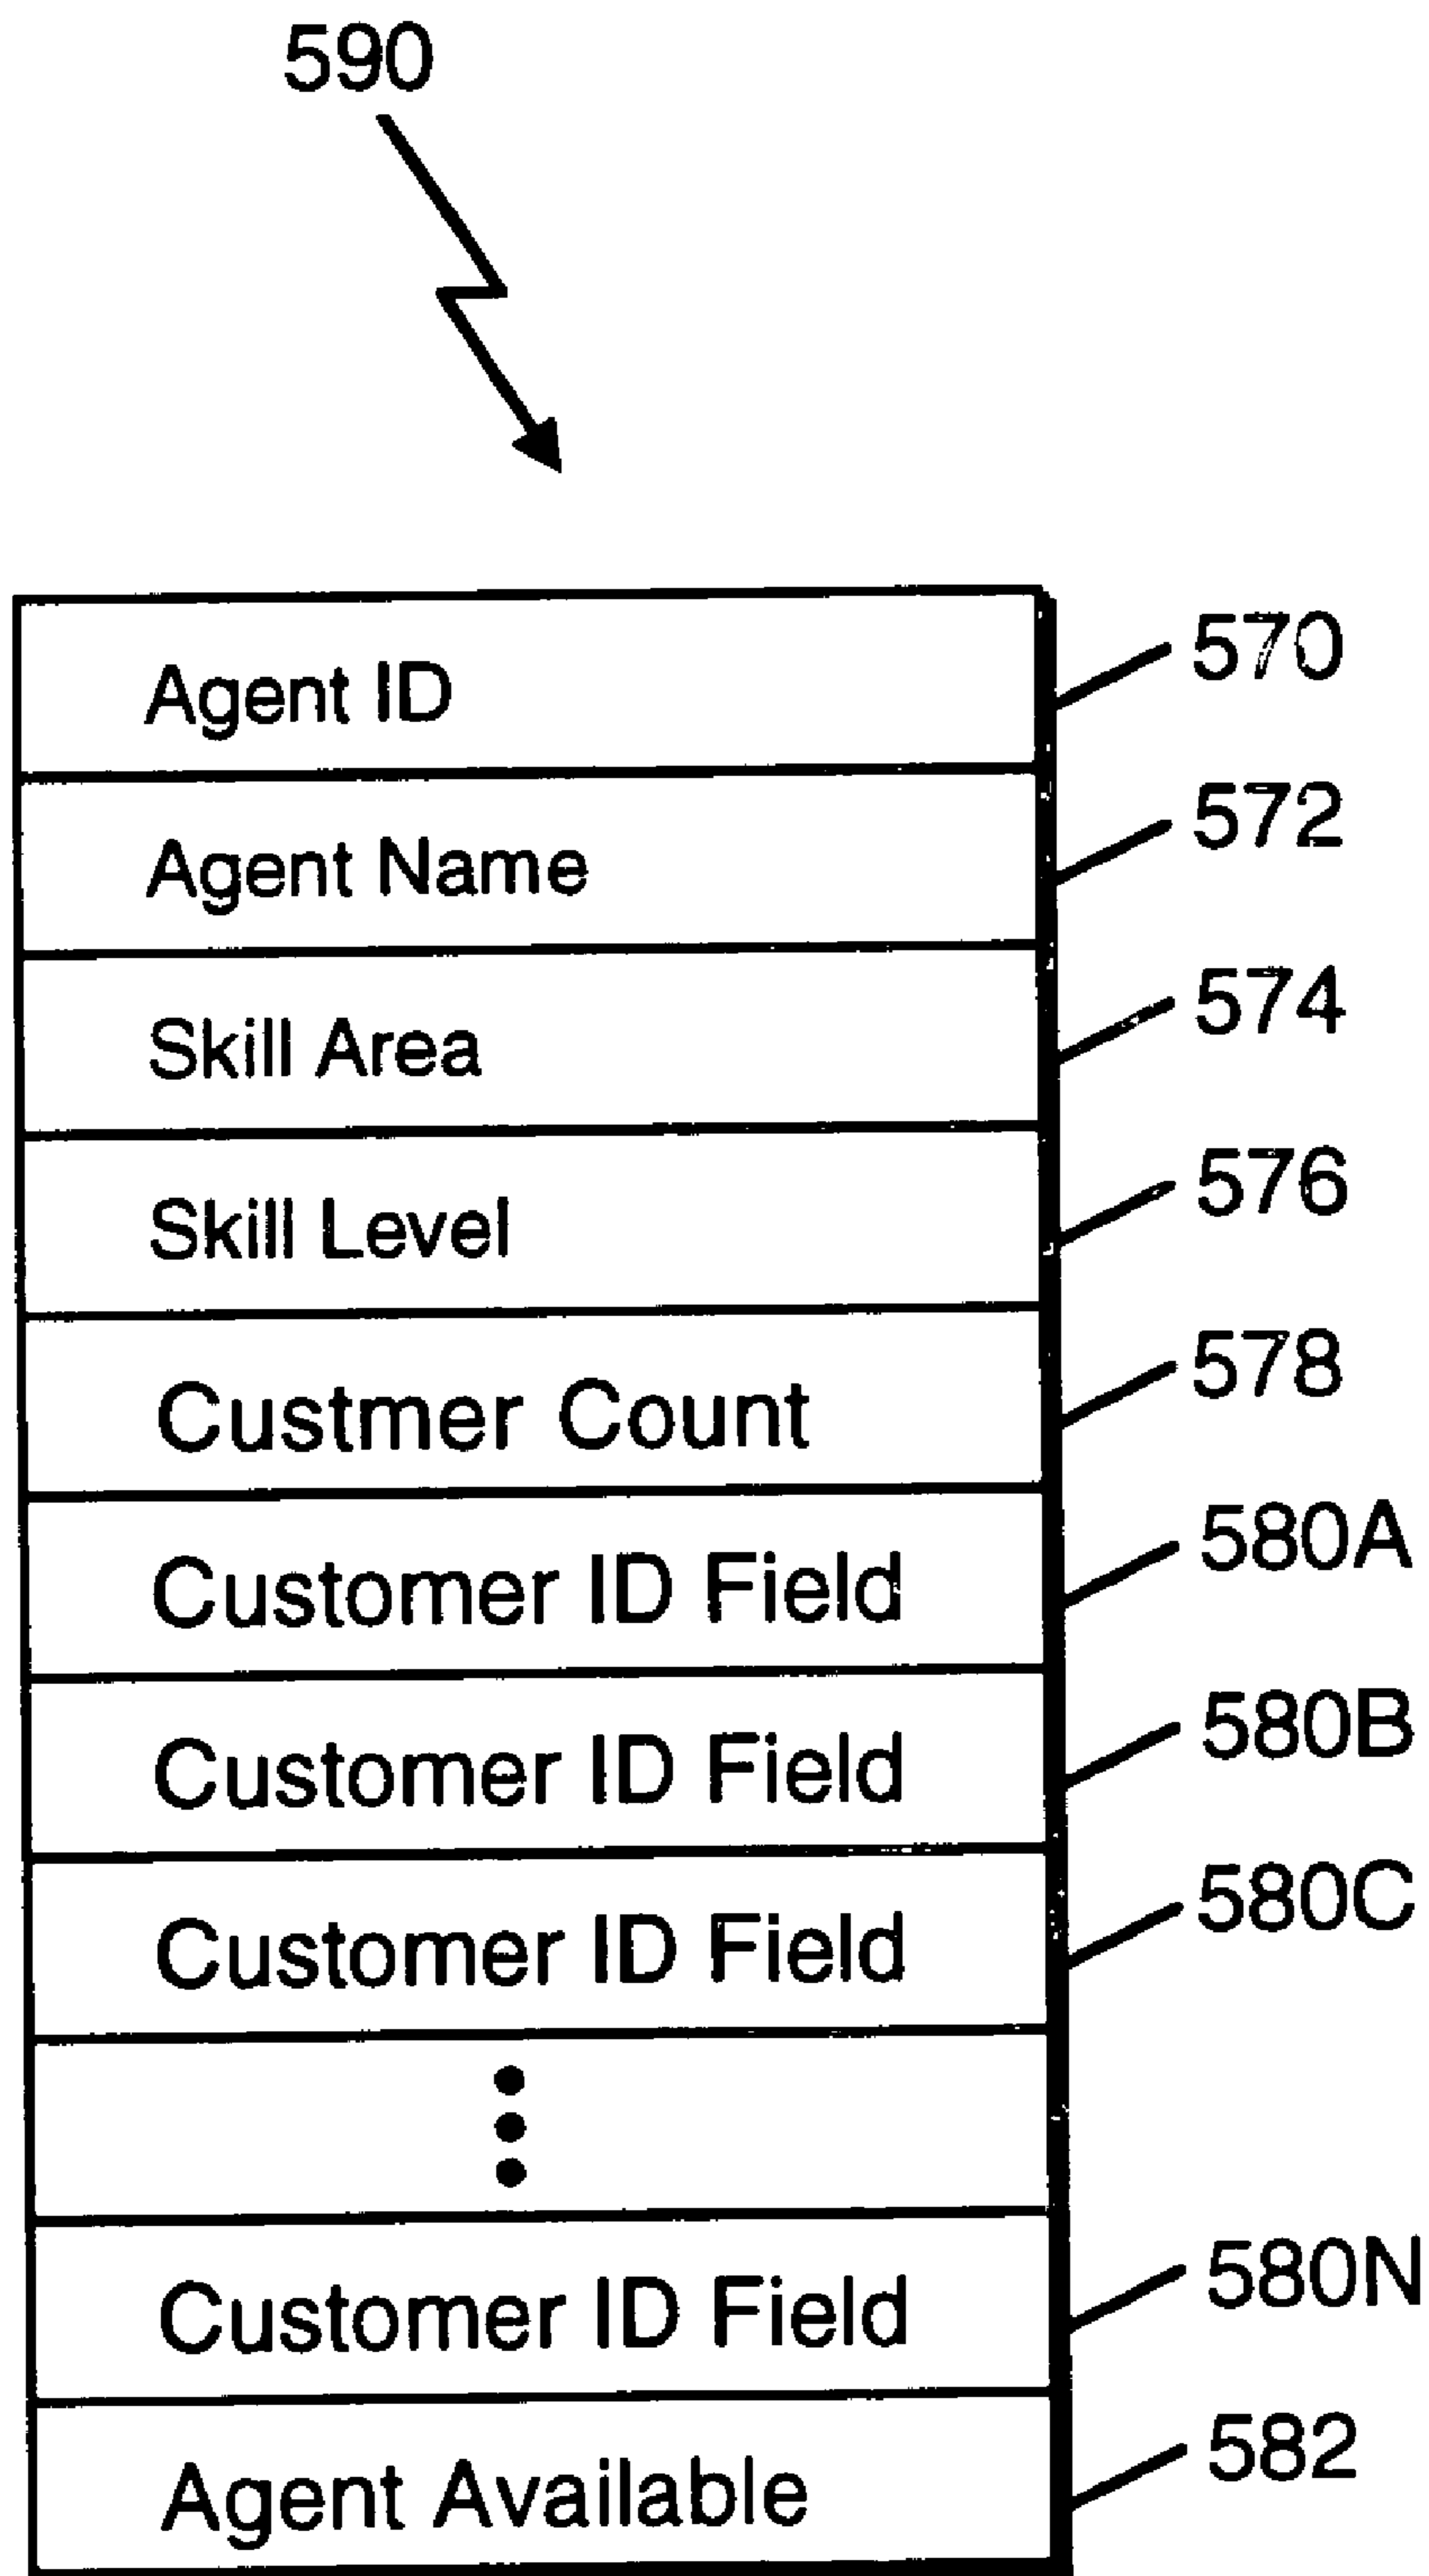 590
Agent ID 570
Agent Name 572
Skill Area 574
Skill Level 576
Custmer Count 578
Customer ID Field 580A
Customer ID Field 580B
Customer ID Field 580C
Customer ID Field 580N
Agent Available 582